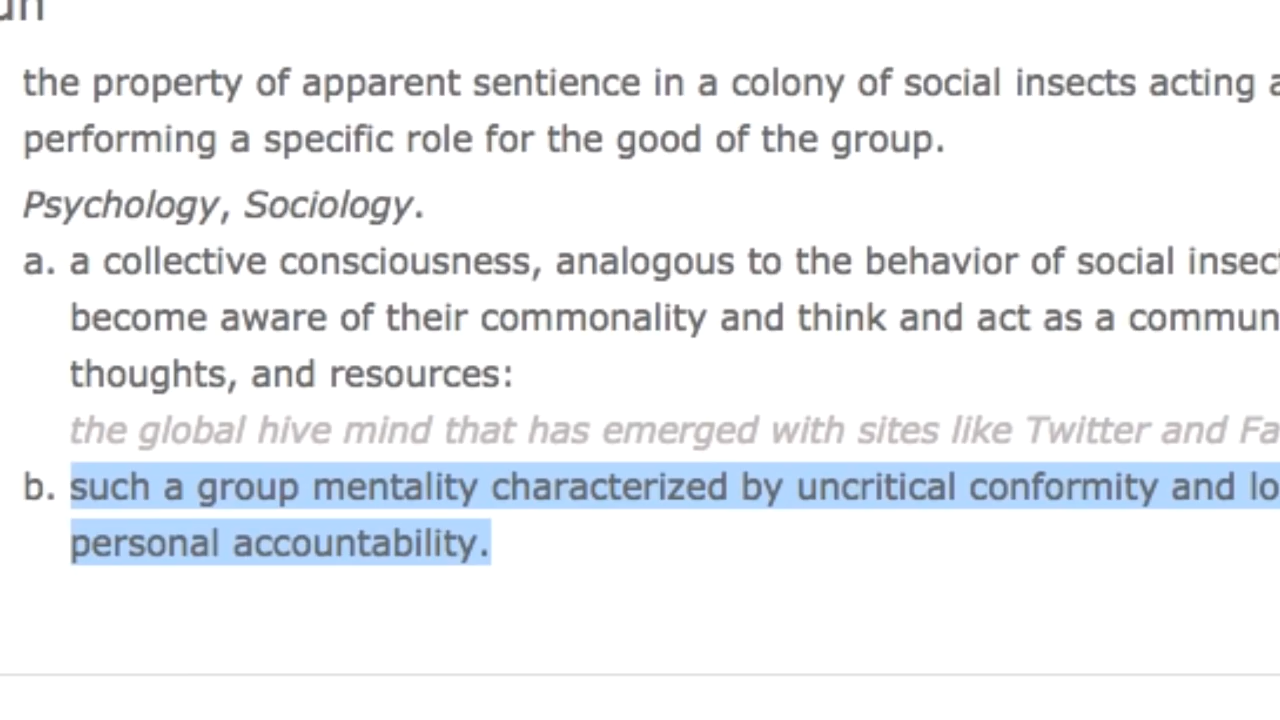 the property of apparent sentience in a colony of social insects acting
performing a specific role for the good of the group.
Psychology, Sociology.
a. a collective consciousness, analogous to the behavior of social
become aware of their commonality and think and act as a
thoughts, and resources:
the global hive mind that has emerged with sites like Twitter and
b. such a group mentality characterized by uncritical conformity and
personal accountability.